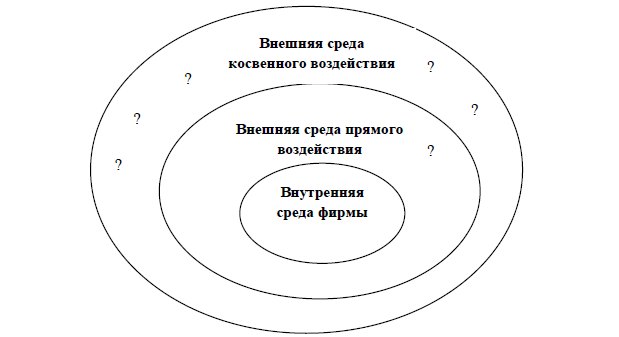 Внешняя среда
косвенного воздействия
?
?
?
?
?
Внешняя среда прямого
воздействия
?
Внутренняя
среда фирмы